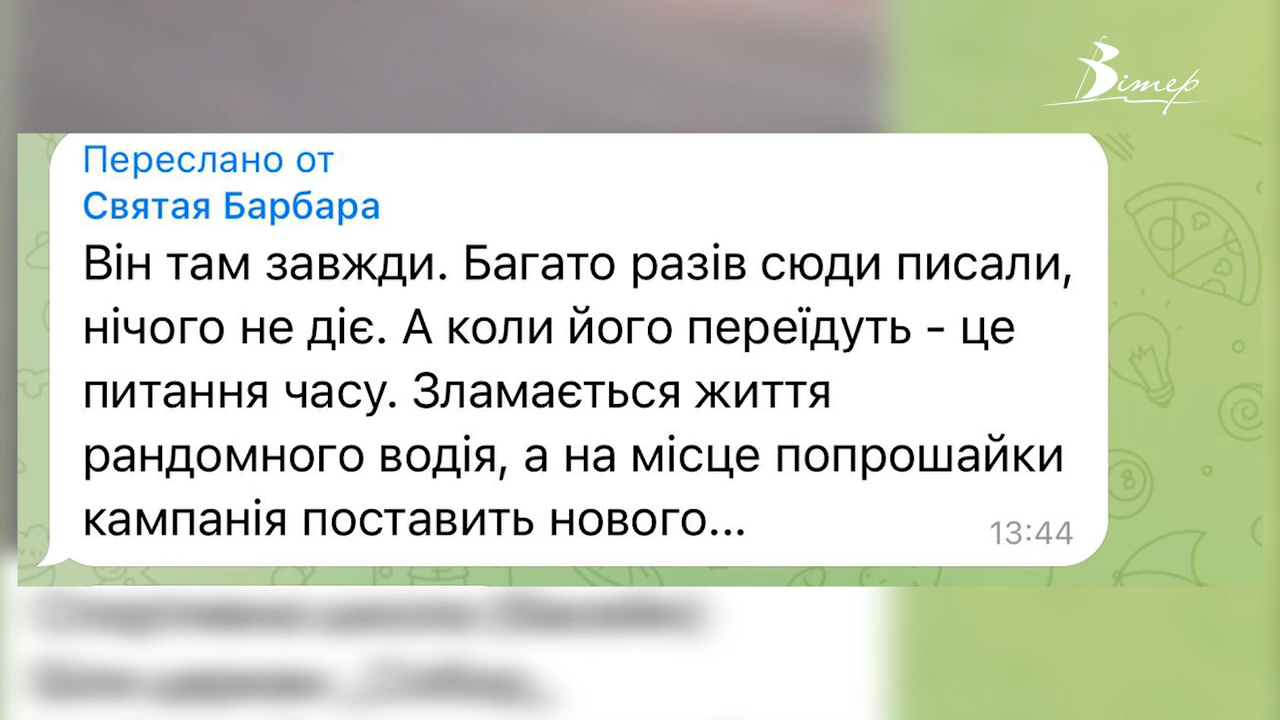 Вітер
Переслано от
Святая Барбара
Він там завжди. Багато разів сюди писали,
нічого не діє. А коли його переїдуть - це
питання часу. Зламається життя
рандомного водія, а на місце попрошайки
кампанія поставить нового...
13:44